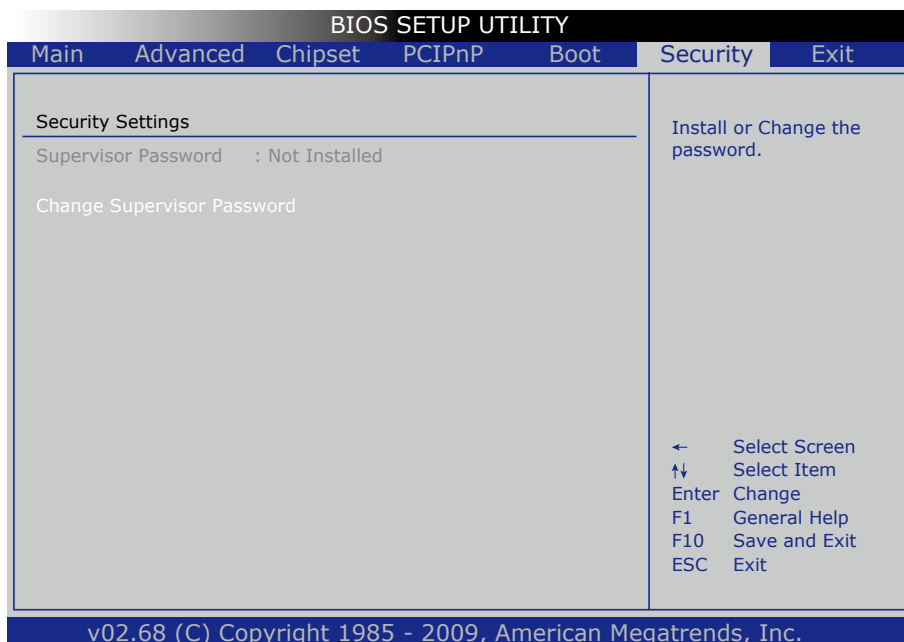 BIOS SETUP UTILITY
Main Advanced Chipset PCIPnP Boot Security Exit
Security Settings
Supervisor Password : Not Installed
Change Supervisor Password
Install or Change the
password.
← Select Screen
↑↓ Select Item
Enter Change
F1 General Help
F10 Save and Exit
ESC Exit
v02.68 (C) Copyright 1985 - 2009, American Megatrends, Inc.